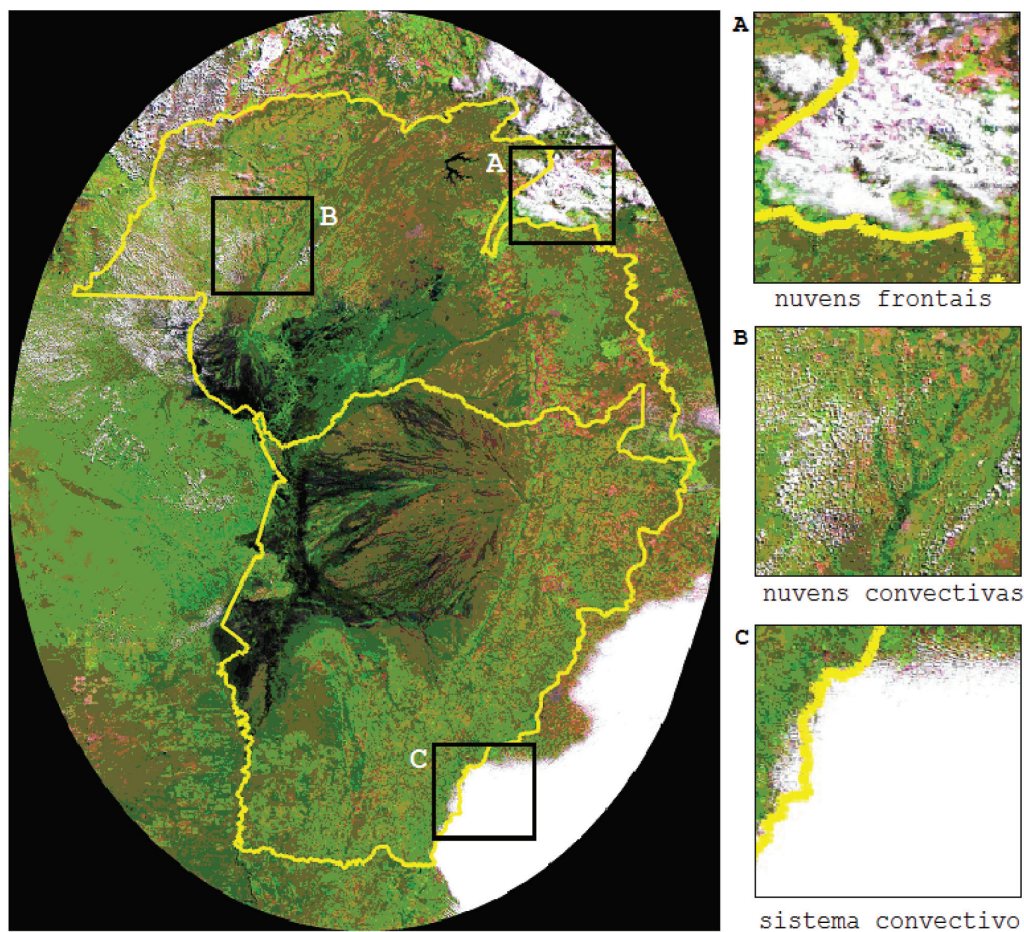 A
B
C
A
nuvens frontais
B
nuvens convectivas
C
sistema convectivo